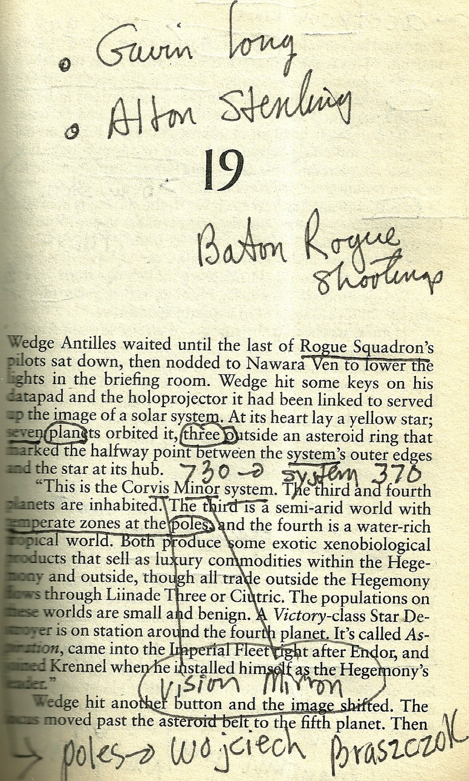 • Gavin long
• Alton Sterling
19
Baton Rogue
shootings
Wedge Antilles waited until the last of Rogue Squadron's
pilots sat down, then nodded to Nawara Ven to lower the
lights in the briefing room. Wedge hit some keys on his
datapad and the holoprojector it had been linked to served
up the image of a solar system. At its heart lay a yellow star;
seven planets orbited it, three outside an asteroid ring that
marked the halfway point between the system's outer edges
and the star at its hub. 730 → system 370
"This is the Corvis Minor system. The third and fourth
planets are inhabited. The third is a semi-arid world with
temperate zones at the poles, and the fourth is a water-rich
tropical world. Both produce some exotic xenobiological
products that sell as luxury commodities within the Hege-
mony and outside, though all trade outside the Hegemony
flows through Liinade Three or Ciutric. The populations on
these worlds are small and benign. A Victory-class Star De-
stroyer is on station around the fourth planet. It's called As-
piration, came into the Imperial Fleet right after Endor, and
joined Krennel when he installed himself as the Hegemony's
leader."
vision Mirron
Wedge hit another button and the image shifted. The
focus moved past the asteroid belt to the fifth planet. Then
→ poles → Wojciech Braszczok